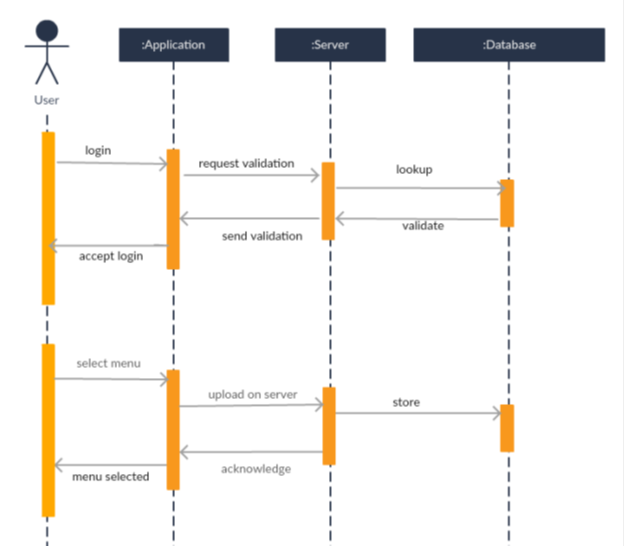 :Application
:Server
:Database
User
login
request validation
lookup
send validation
validate
accept login
select menu
upload on server
store
acknowledge
menu selected